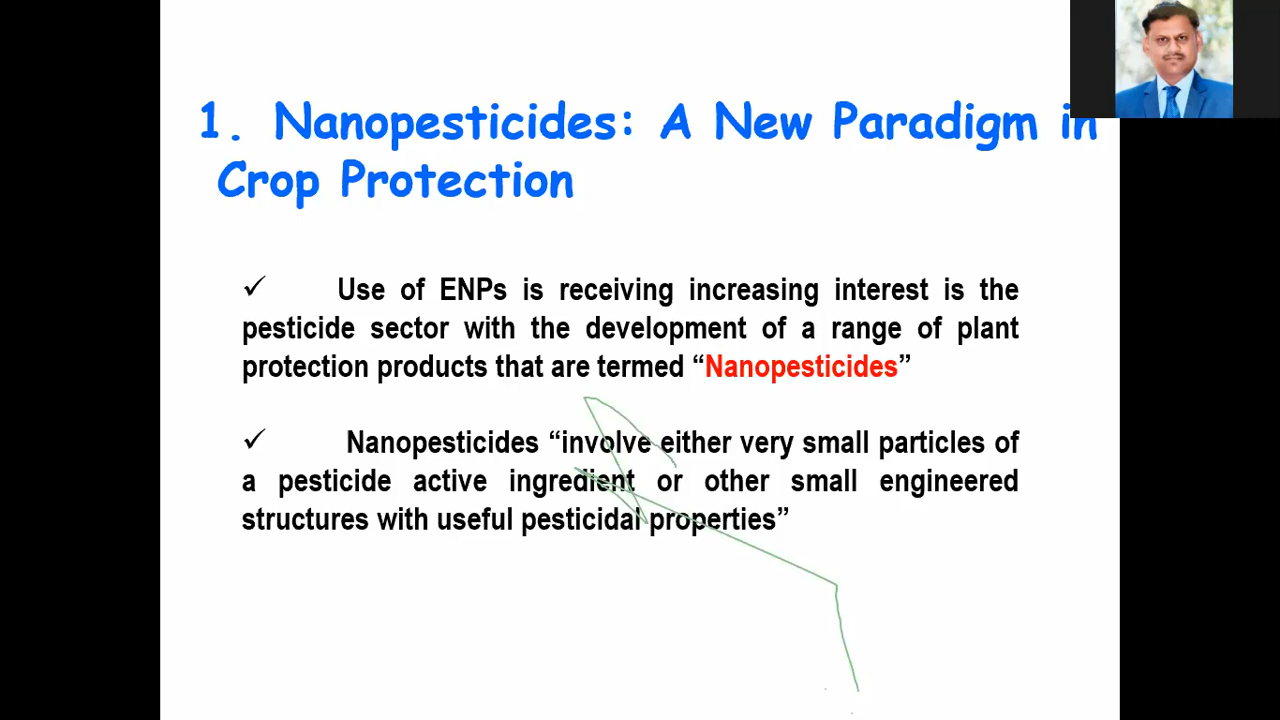 1. Nanopesticides: A New Paradigm in
Crop Protection
✓ Use of ENPs is receiving increasing interest is the
pesticide sector with the development of a range of plant
protection products that are termed “Nanopesticides”
✓ Nanopesticides “involve either very small particles of
a pesticide active ingredient or other small engineered
structures with useful pesticidal properties”